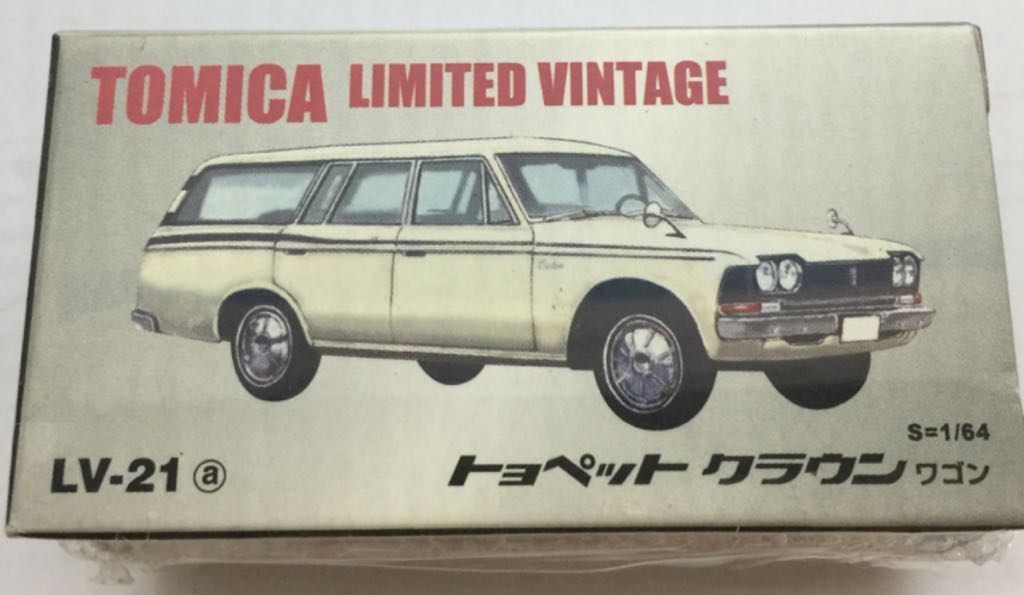 TOMICA LIMITED VINTAGE
S=1/64
LV-21 ⓐ
トヨペット クラウン ワゴン